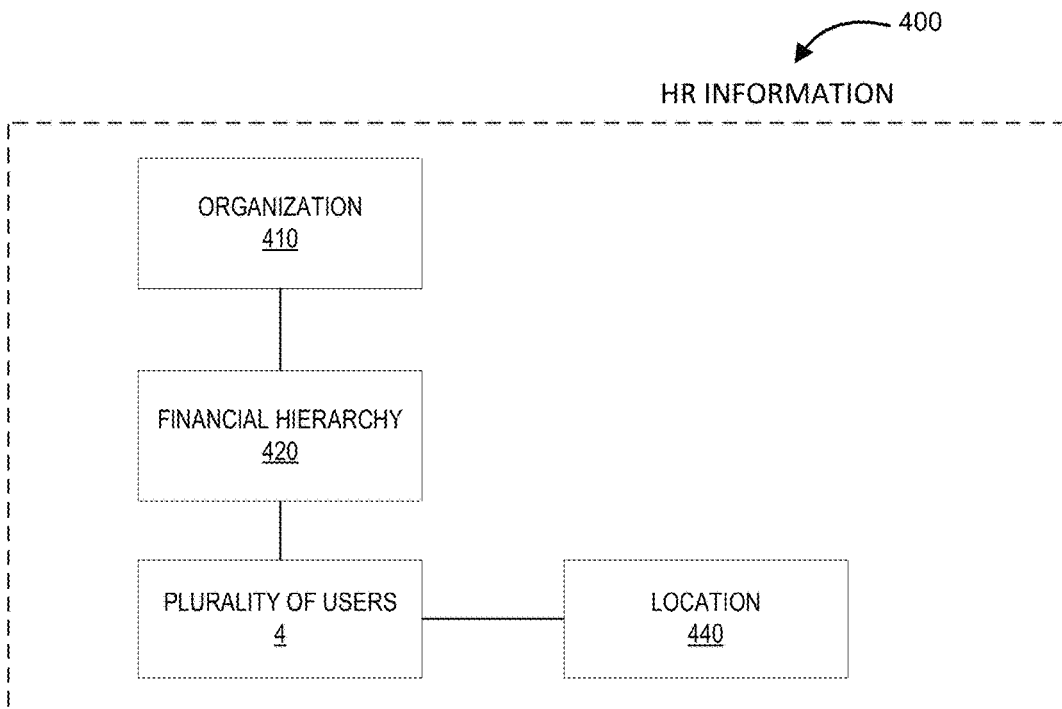 400
HR INFORMATION
ORGANIZATION
410
FINANCIAL HIERARCHY
420
PLURALITY OF USERS
4
LOCATION
440